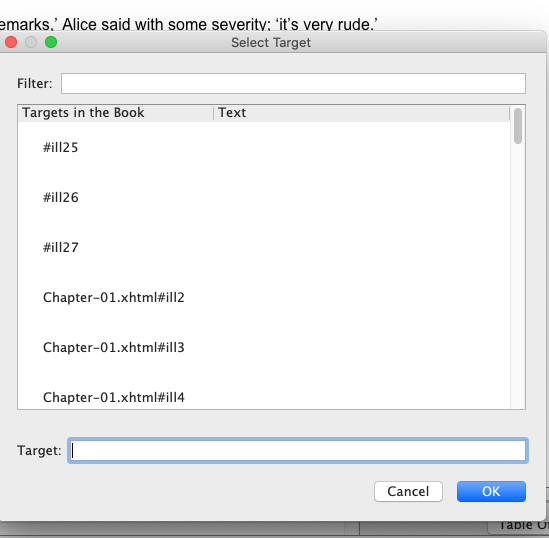 emarks,’ Alice said with some severity; ‘it’s very rude.’
Select Target
Filter:
Targets in the Book Text
#ill25
#ill26
#ill27
Chapter-01.xhtml#ill2
Chapter-01.xhtml#ill3
Chapter-01.xhtml#ill4
Target:
Cancel OK
Table O